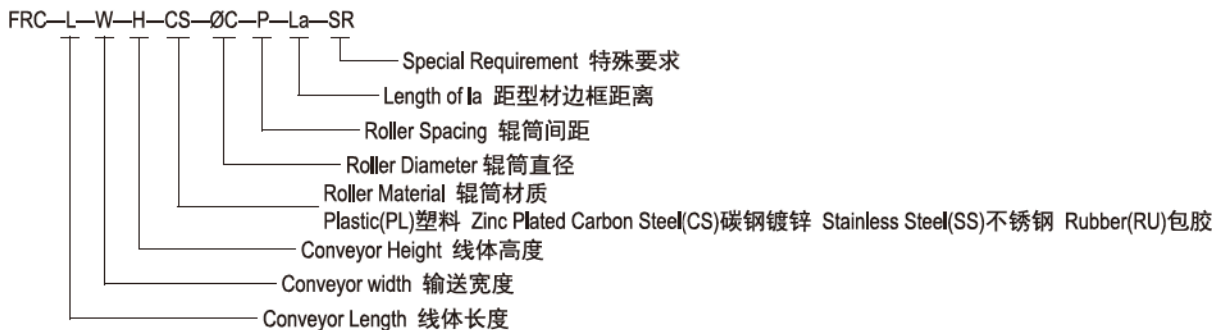 FRC—L—W—H—CS—ØC—P—La—SR
Special Requirement 特殊要求
Length of la 距型材边框距离
Roller Spacing 辊筒间距
Roller Diameter 辊筒直径
Roller Material 辊筒材质
Plastic(PL)塑料 Zinc Plated Carbon Steel(CS)碳钢镀锌 Stainless Steel(SS)不锈钢 Rubber(RU)包胶
Conveyor Height 线体高度
Conveyor width 输送宽度
Conveyor Length 线体长度